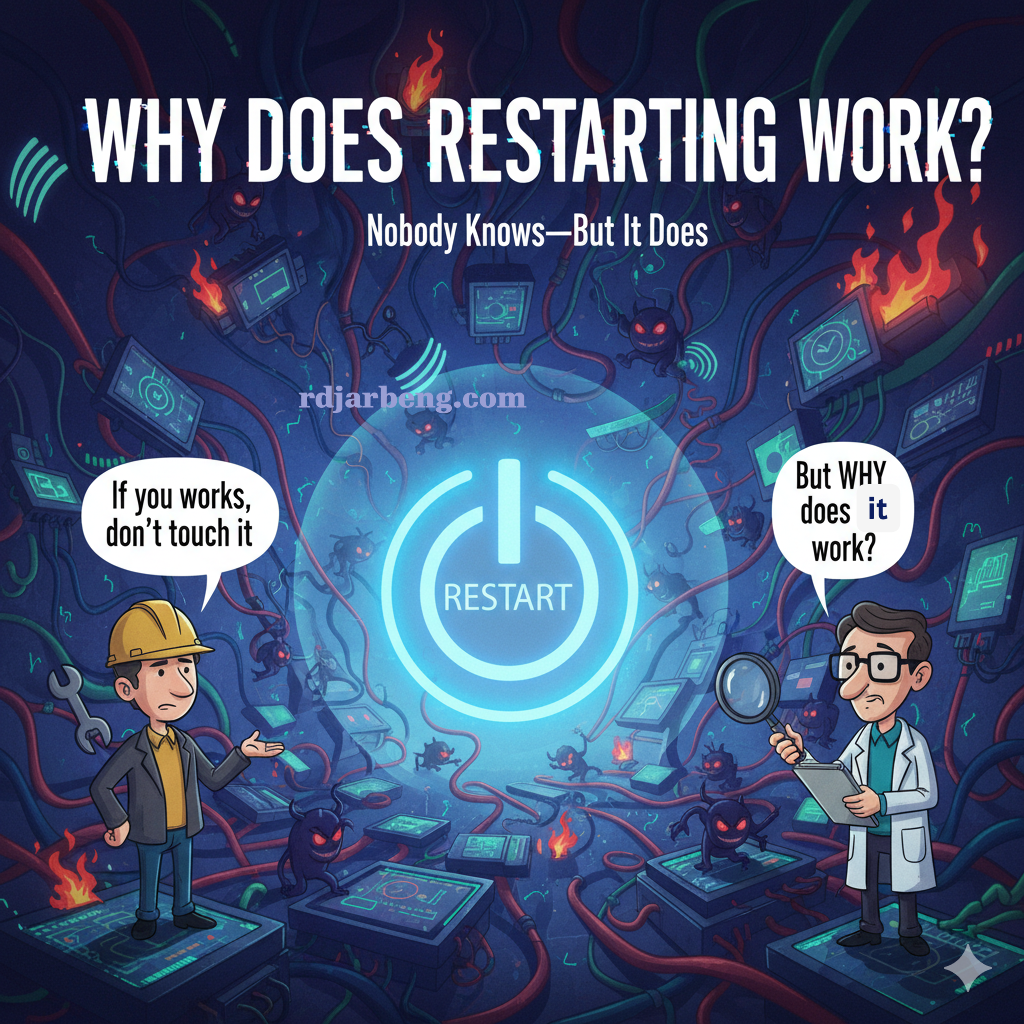 WHY DOES RESTARTING WORK?
Nobody Knows—But It Does
rdjarbeng.com
If you works,
don't touch it
But WHY
does it
work?
RESTART